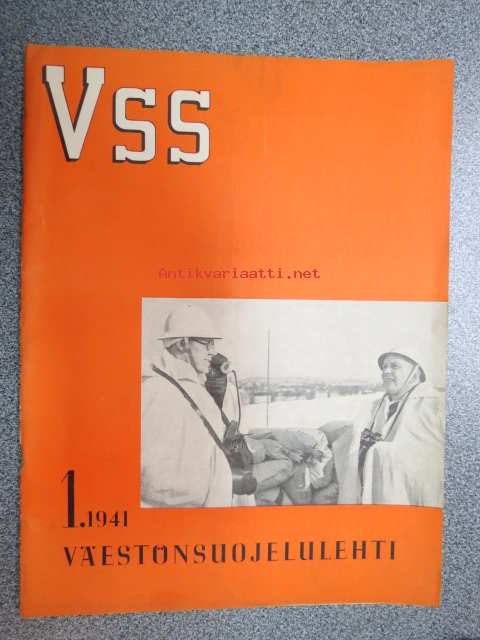 VSS
Antikvariaatti.net
1.1941
VÄESTÖNSUOJELULEHTI